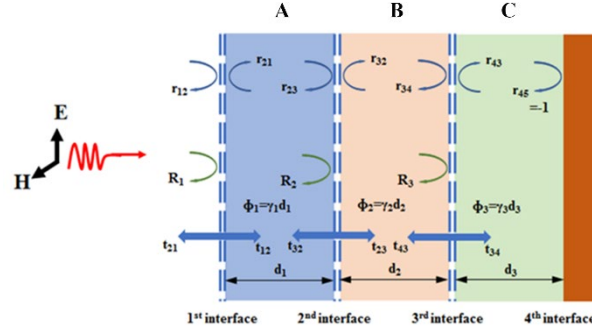 A B C
r21 r32 r43
r12 r23 r34 r45
=-1
E
H
R1 R2 R3
ϕ1=γ1d1 ϕ2=γ2d2 ϕ3=γ3d3
t21 t12 t32 t23 t43 t34
d1 d2 d3
1st interface 2nd interface 3rd interface 4th interface